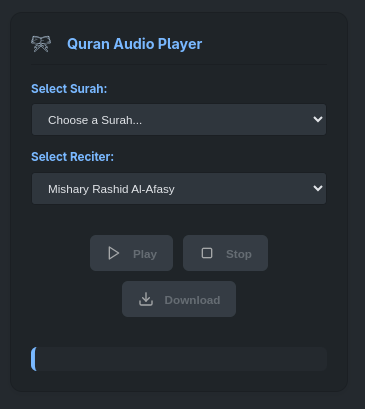 Quran Audio Player
Select Surah:
Choose a Surah...
Select Reciter:
Mishary Rashid Al-Afasy
Play Stop
Download